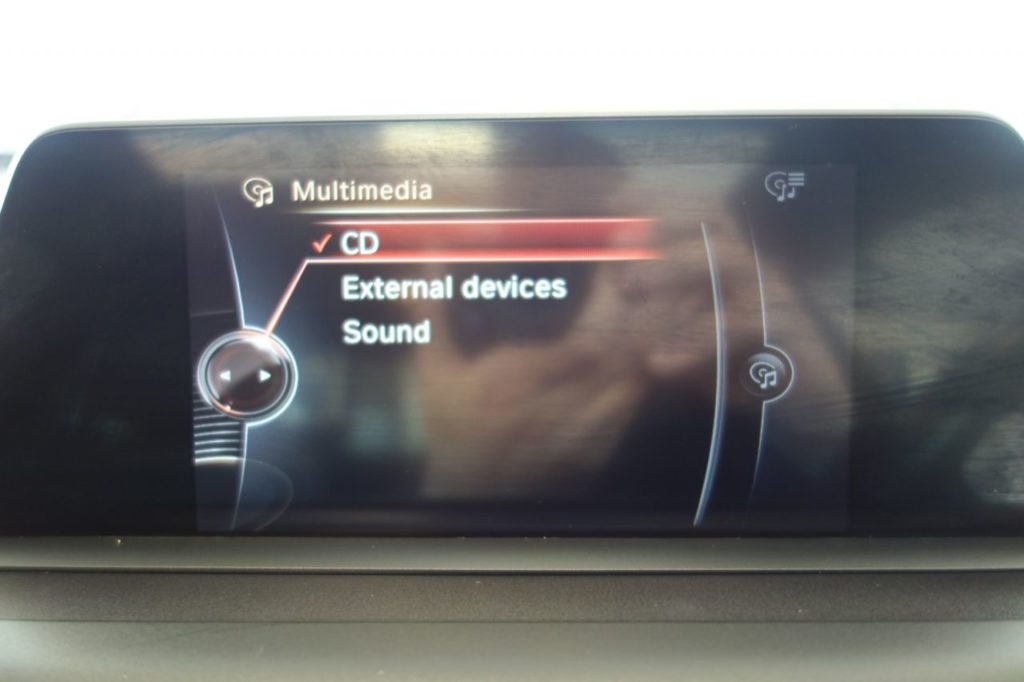 Multimedia
CD
External devices
Sound